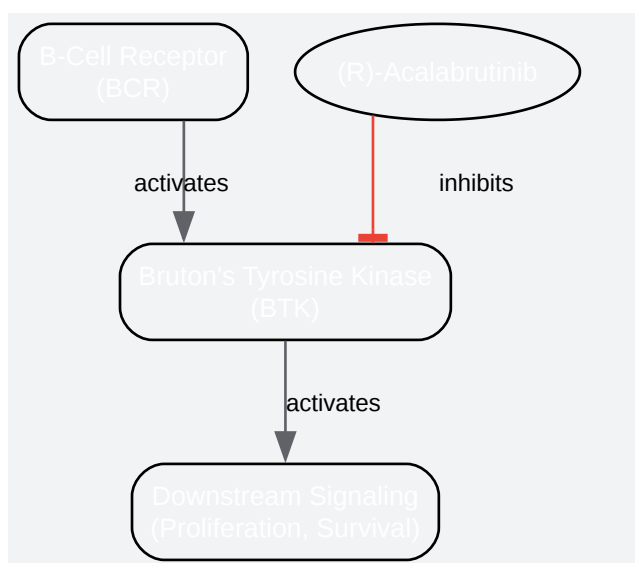 B-Cell Receptor
(BCR)
(R)-Acalabrutinib
activates
inhibits
Bruton's Tyrosine Kinase
(BTK)
activates
Downstream Signaling
(Proliferation, Survival)